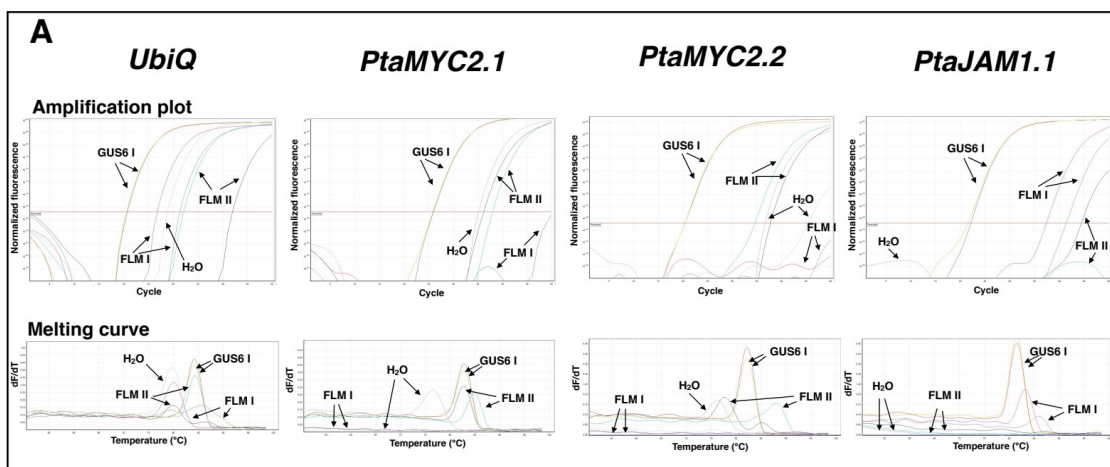 A
UbiQ PtaMYC2.1 PtaMYC2.2 PtaJAM1.1
Amplification plot
Normalized fluorescence
GUS6 I
FLM II
FLM I
H₂O
Cycle
Normalized fluorescence
GUS6 I
FLM II
H₂O
FLM I
Cycle
Normalized fluorescence
GUS6 I
FLM II
H₂O
FLM I
Cycle
Normalized fluorescence
GUS6 I
FLM I
H₂O
FLM II
Cycle
Melting curve
dF/dT
H₂O
GUS6 I
FLM II
FLM I
Temperature (°C)
dF/dT
GUS6 I
H₂O
FLM I
FLM II
Temperature (°C)
dF/dT
GUS6 I
H₂O
FLM I
FLM II
Temperature (°C)
dF/dT
GUS6 I
H₂O
FLM II
FLM I
Temperature (°C)